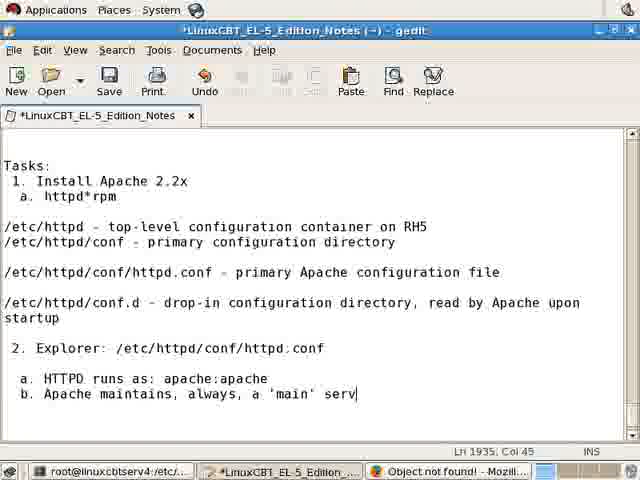 Applications Places System
*LinuxCBT_EL-5_Edition_Notes (~) - gedit
File Edit View Search Tools Documents Help
New Open Save Print. Undo Paste Find Replace
*LinuxCBT_EL-5_Edition_Notes
Tasks:
1. Install Apache 2.2x
a. httpd*rpm
/etc/httpd - top-level configuration container on RH5
/etc/httpd/conf - primary configuration directory
/etc/httpd/conf/httpd.conf - primary Apache configuration file
/etc/httpd/conf.d - drop-in configuration directory, read by Apache upon
startup
2. Explorer: /etc/httpd/conf/httpd.conf
a. HTTPD runs as: apache:apache
b. Apache maintains, always, a 'main' serv
Ln 1935, Col 45 INS
root@linuxcbtserv4:/etc/... *LinuxCBT_EL-5_Edition_... Object not found! - Mozill...